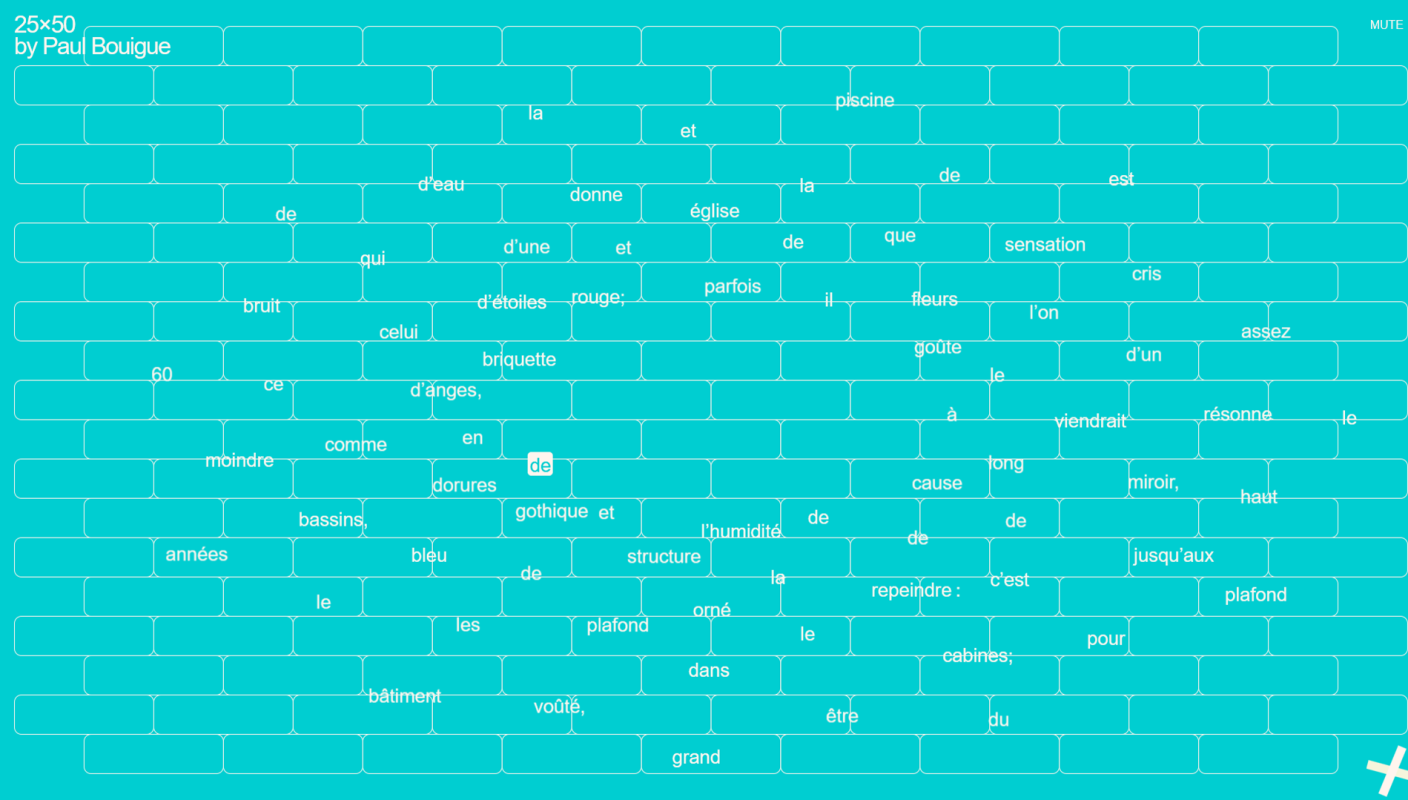 25×50
by Paul Bouigue
MUTE
piscine
la
et
de
est
d'eau
la
donne
église
de
que
de
sensation
d'une
et
qui
cris
parfois
rouge;
fleurs
il
d'étoiles
bruit
l'on
assez
celui
goûte
d'un
briquette
60
le
ce
d'anges,
à
résonne
le
viendrait
en
comme
moindre
long
de
miroir,
cause
dorures
haut
gothique et
de
bassins,
de
l'humidité
de
années
bleu
structure
jusqu'aux
de
la
c'est
repeindre :
plafond
le
orné
les
plafond
le
pour
cabines;
dans
bâtiment
voûté,
être
du
grand